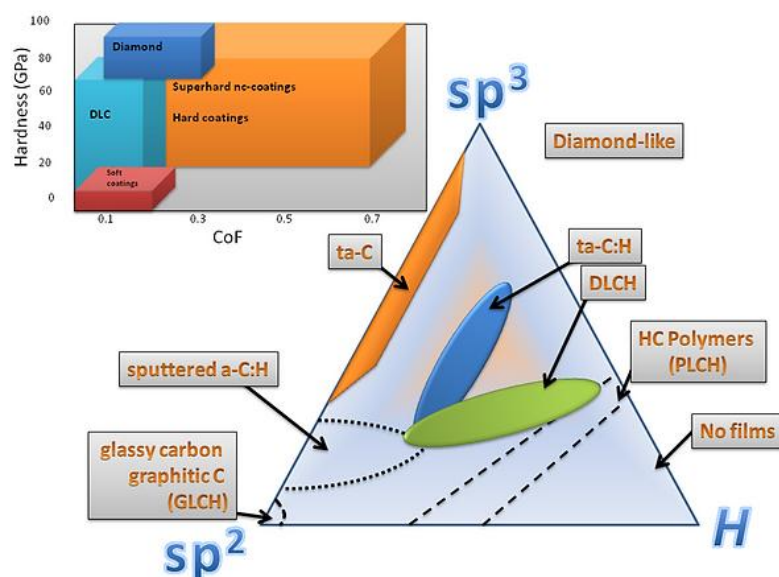 Hardness (GPa)
100
80
60
40
20
0
Diamond
Superhard nc-coatings
DLC
Hard coatings
Soft
coatings
0.1
0.3
0.5
0.7
CoF
sp3
Diamond-like
ta-C
ta-C:H
DLCH
HC Polymers
(PLCH)
sputtered a-C:H
No films
glassy carbon
graphitic C
(GLCH)
sp2
H